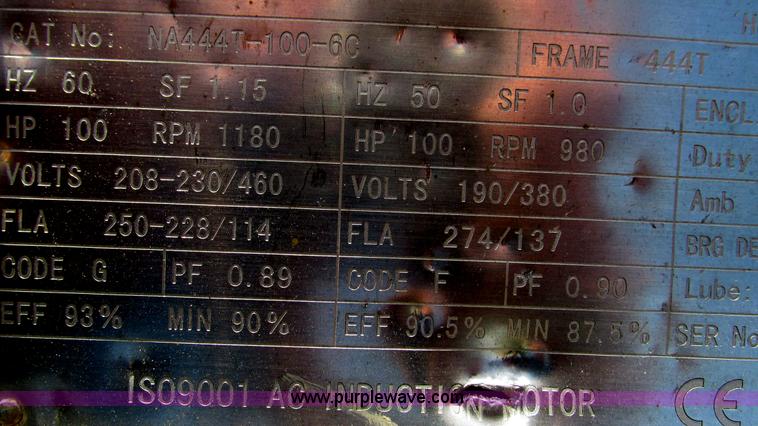 CAT No: NA444T-100-6C FRAME 444T
HZ 60 SF 1.15 HZ 50 SF 1.0 ENCL
HP 100 RPM 1180 HP 100 RPM 980 Duty
VOLTS 208-230/460 VOLTS 190/380 Amb
FLA 250-228/114 FLA 274/137 BRG DE
CODE G PF 0.89 CODE F PF 0.90 Lube:
EFF 93% MIN 90% EFF 90.5% MIN 87.5% SER No
ISO9001 AC INDUCTION MOTOR CE
www.purplewave.com